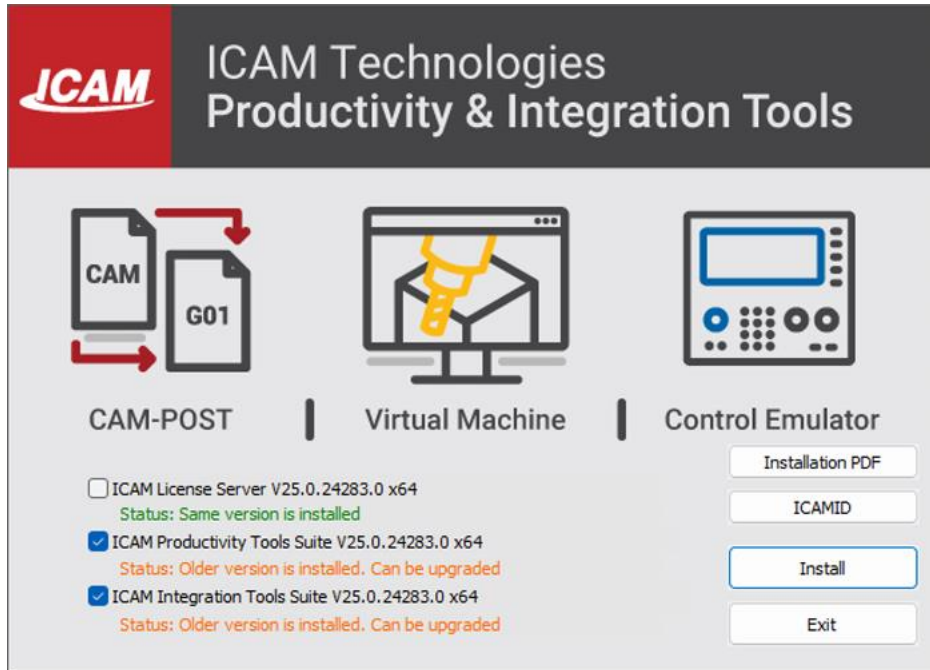 ICAM
ICAM Technologies
Productivity & Integration Tools
CAM
G01
CAM-POST | Virtual Machine | Control Emulator
Installation PDF
ICAM License Server V25.0.24283.0 x64
Status: Same version is installed
ICAMID
ICAM Productivity Tools Suite V25.0.24283.0 x64
Status: Older version is installed. Can be upgraded
Install
ICAM Integration Tools Suite V25.0.24283.0 x64
Status: Older version is installed. Can be upgraded
Exit